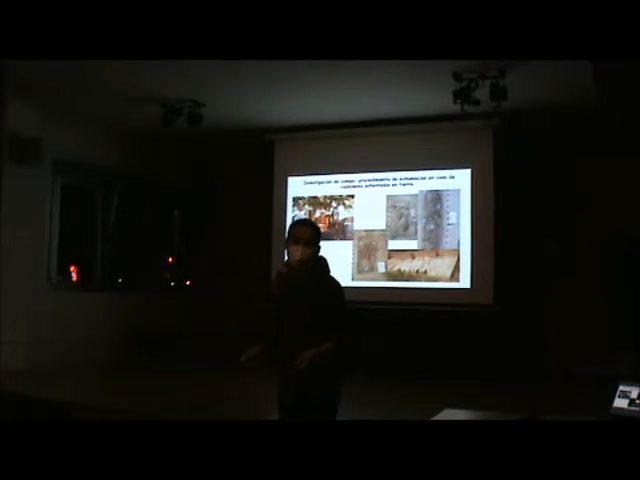 Investigación de campo: procedimiento de exhumación en caso de
cadáveres enterrados en tierra